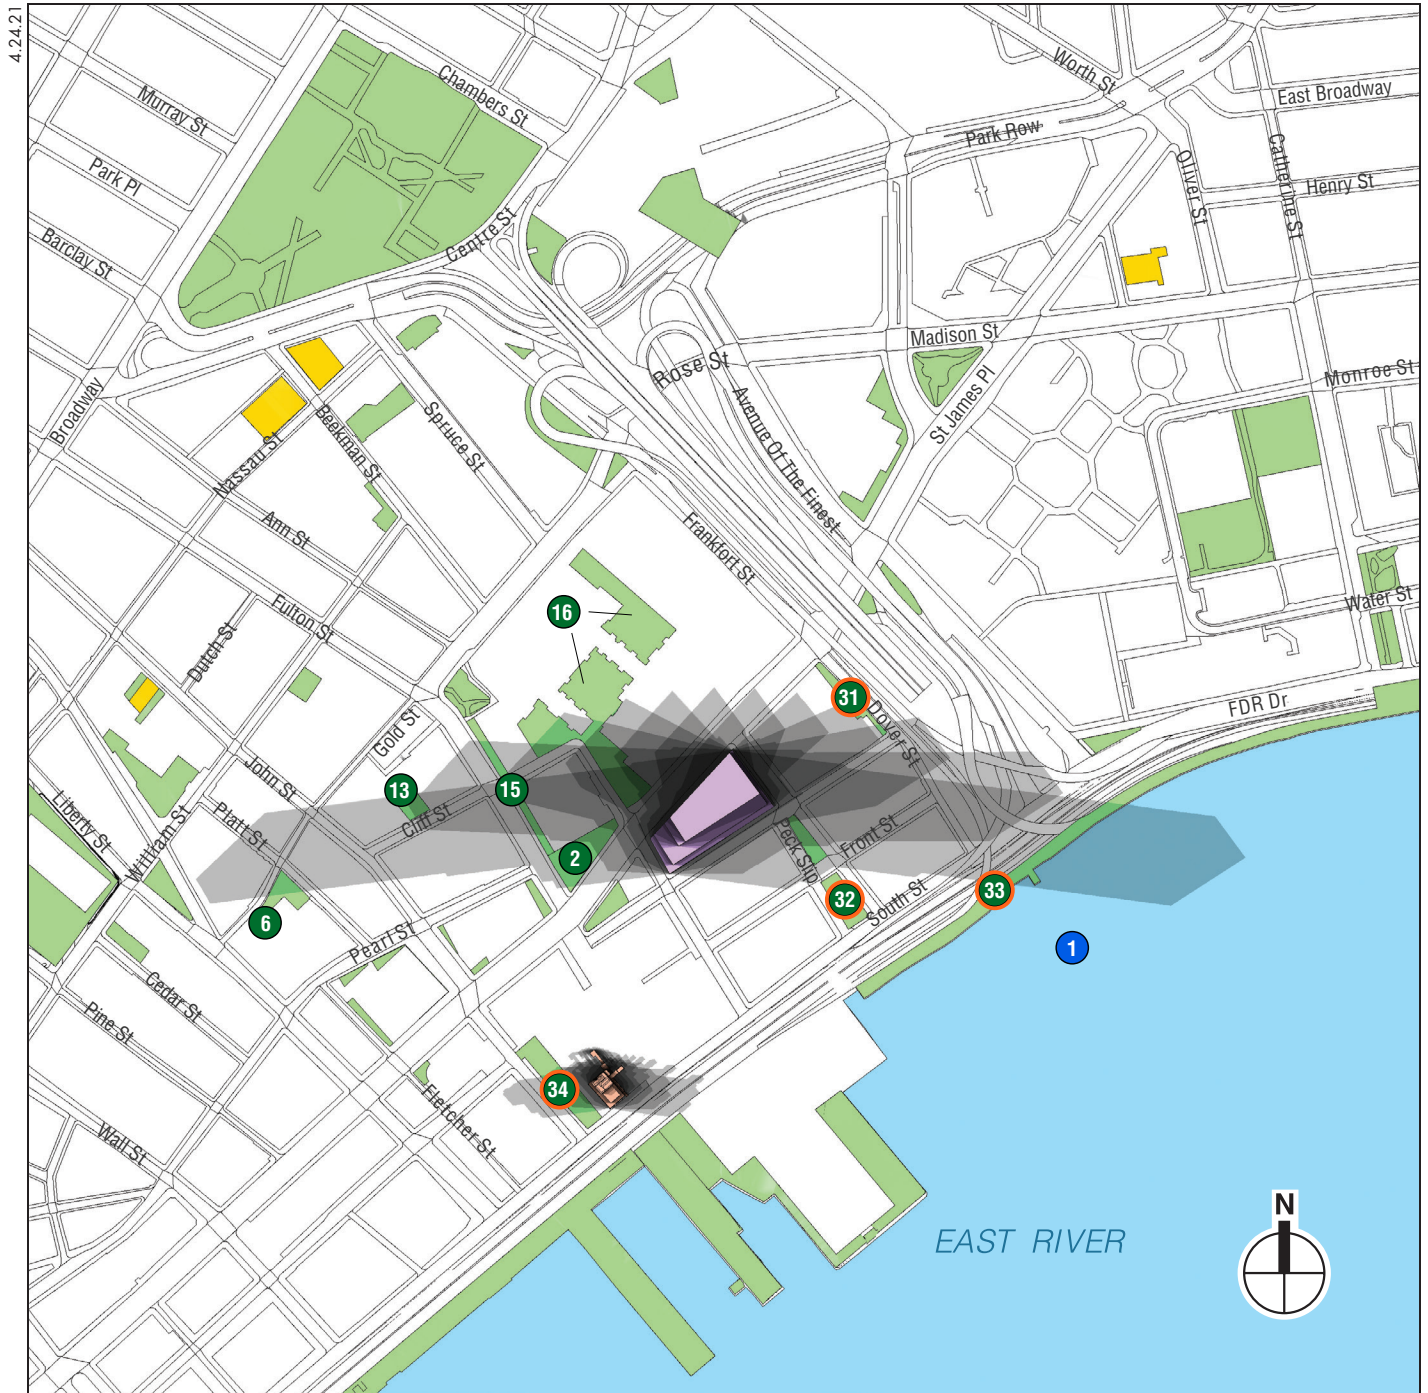 4.24.21
Worth St
Chambers St
East Broadway
Murray St
Park Row
Catherine St
Oliver St
Park Pl
Henry St
Centre St
Barclay St
Madison St
Rose St
Monroe St
St James Pl
Broadway
Avenue Of The Finest
Beekman St
Spruce St
Nassau St
Ann St
Frankfort St
Water St
Fulton St
16
Dutch St
31
FDR Dr
Dover St
Gold St
John St
13
15
Liberty St
Cliff St
Platt St
William St
Peck Slip
Front St
2
32
33
South St
6
Pearl St
1
Cedar St
Pine St
34
Fletcher St
Wall St
N
EAST RIVER